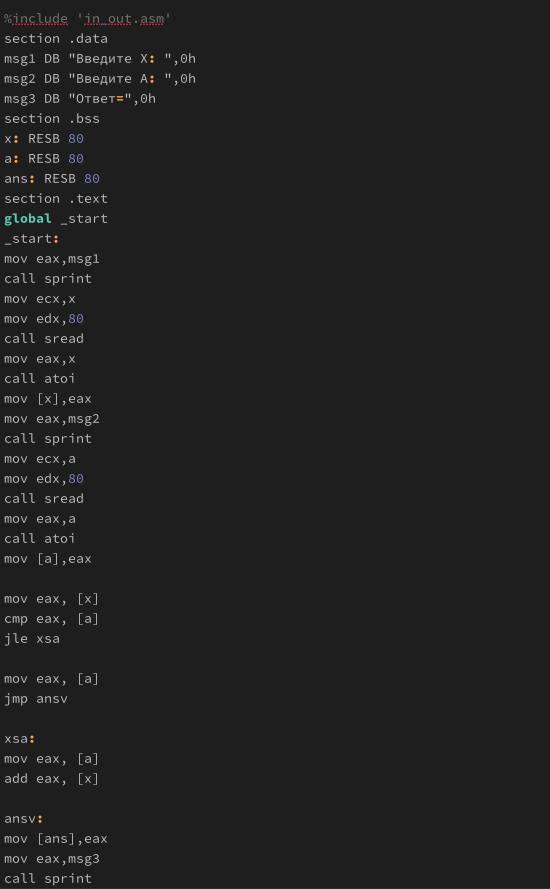 %include 'in_out.asm'
section .data
msg1 DB "Введите X: ",0h
msg2 DB "Введите A: ",0h
msg3 DB "Ответ=",0h
section .bss
x: RESB 80
a: RESB 80
ans: RESB 80
section .text
global _start
_start:
mov eax,msg1
call sprint
mov ecx,x
mov edx,80
call sread
mov eax,x
call atoi
mov [x],eax
mov eax,msg2
call sprint
mov ecx,a
mov edx,80
call sread
mov eax,a
call atoi
mov [a],eax
mov eax, [x]
cmp eax, [a]
jle xsa
mov eax, [a]
jmp ansv
xsa:
mov eax, [a]
add eax, [x]
ansv:
mov [ans],eax
mov eax,msg3
call sprint